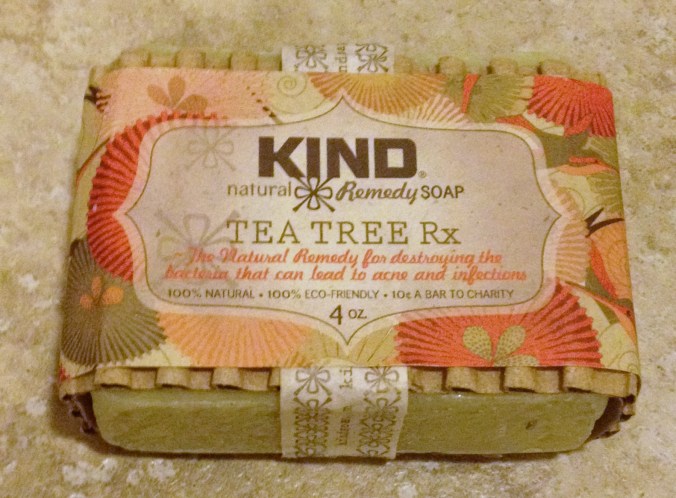 KIND®
natural Remedy SOAP
TEA TREE Rx
~The Natural Remedy for destroying the
bacteria that can lead to acne and infections
100% NATURAL • 100% ECO-FRIENDLY • 10¢ A BAR TO CHARITY
4 OZ.